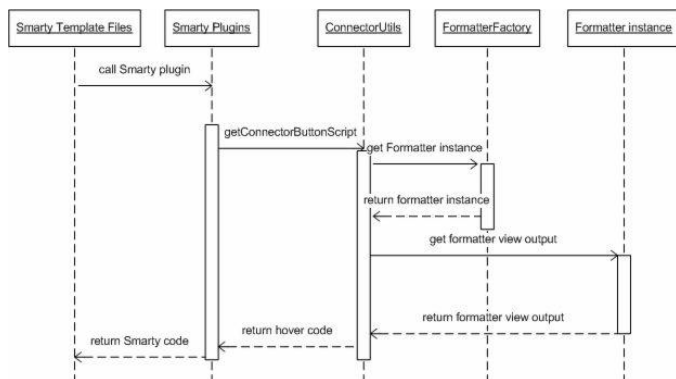 Smarty Template Files
Smarty Plugins
ConnectorUtils
FormatterFactory
Formatter instance
call Smarty plugin
getConnectorButtonScript
get Formatter instance
return formatter instance
get formatter view output
return formatter view output
return hover code
return Smarty code